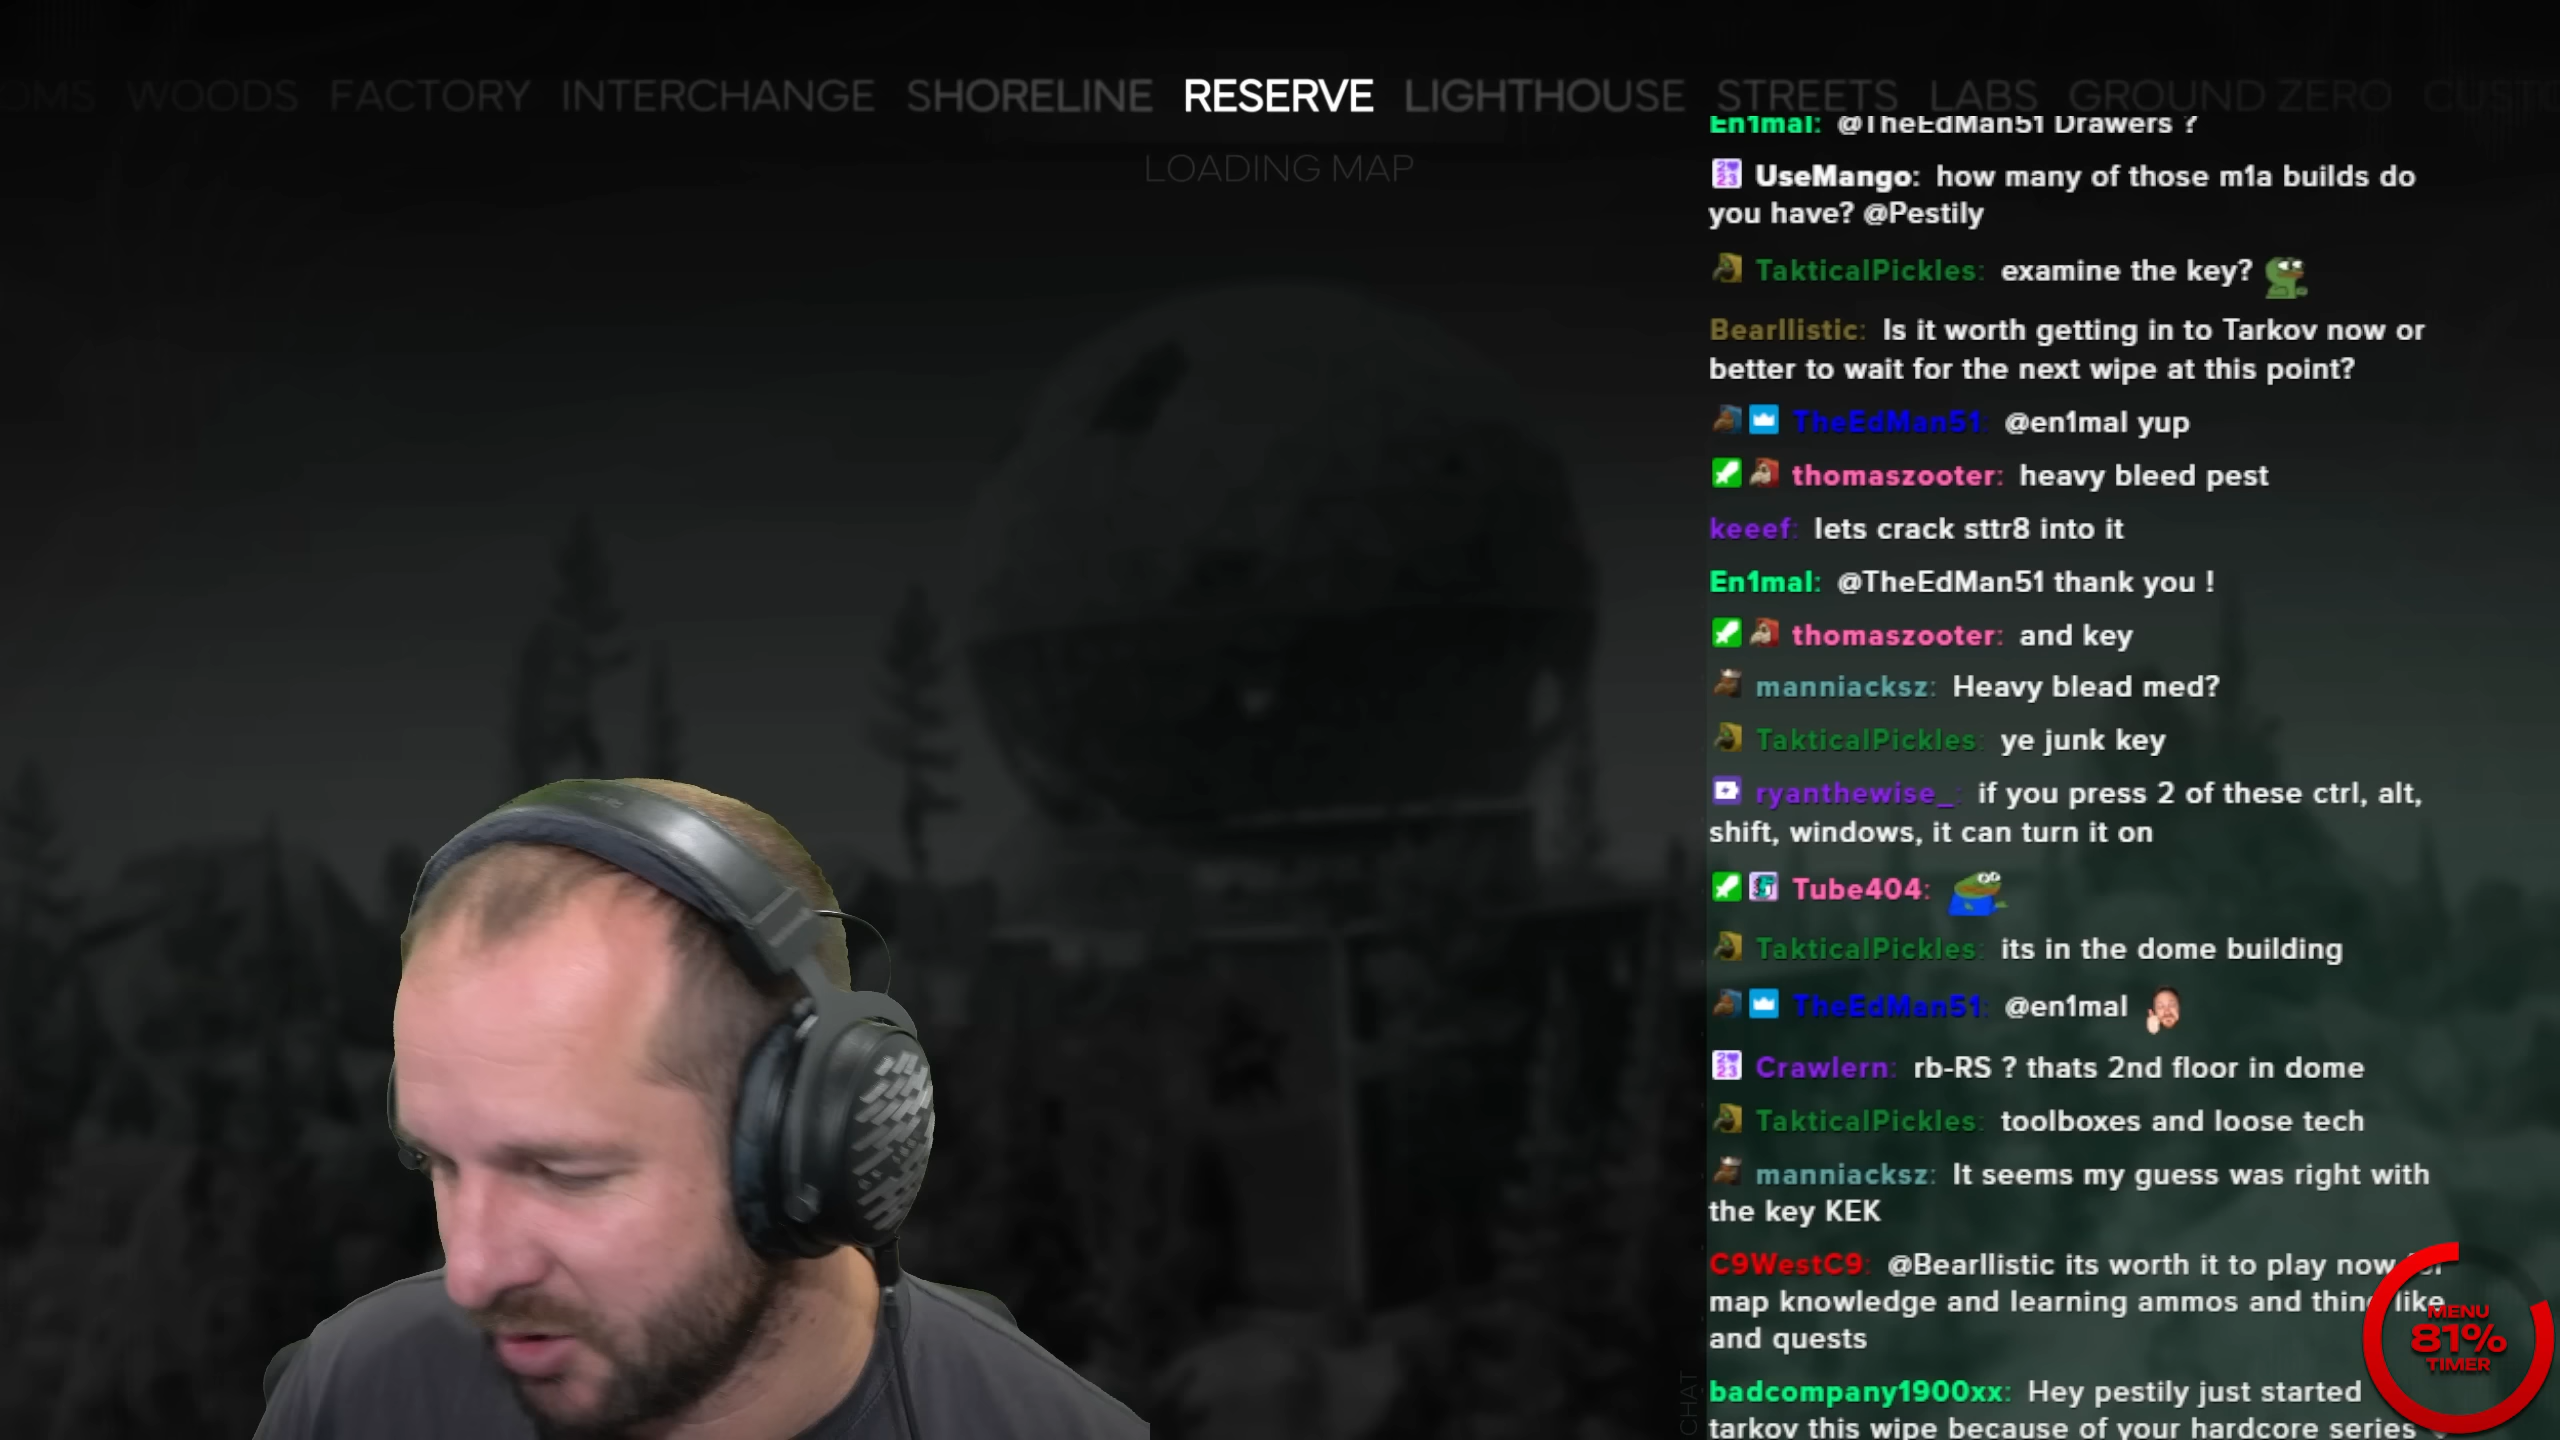 OMS WOODS FACTORY INTERCHANGE SHORELINE RESERVE LIGHTHOUSE STREETS LABS GROUND ZERO CUST
LOADING MAP
En1mal: @TheEdMan51 Drawers ?
UseMango: how many of those m1a builds do
you have? @Pestily
TakticalPickles: examine the key?
Bearllistic: Is it worth getting in to Tarkov now or
better to wait for the next wipe at this point?
TheEdMan51: @en1mal yup
thomaszooter: heavy bleed pest
keeef: lets crack sttr8 into it
En1mal: @TheEdMan51 thank you !
thomaszooter: and key
manniacksz: Heavy blead med?
TakticalPickles: ye junk key
ryanthewise_: if you press 2 of these ctrl, alt,
shift, windows, it can turn it on
Tube404:
TakticalPickles: its in the dome building
TheEdMan51: @en1mal
Crawlern: rb-RS ? thats 2nd floor in dome
TakticalPickles: toolboxes and loose tech
manniacksz: It seems my guess was right with
the key KEK
C9WestC9: @Bearllistic its worth it to play now
map knowledge and learning ammos and thing like
and quests
badcompany1900xx: Hey pestily just started
tarkov this wipe because of your hardcore series
CHAT
MENU
81%
TIMER